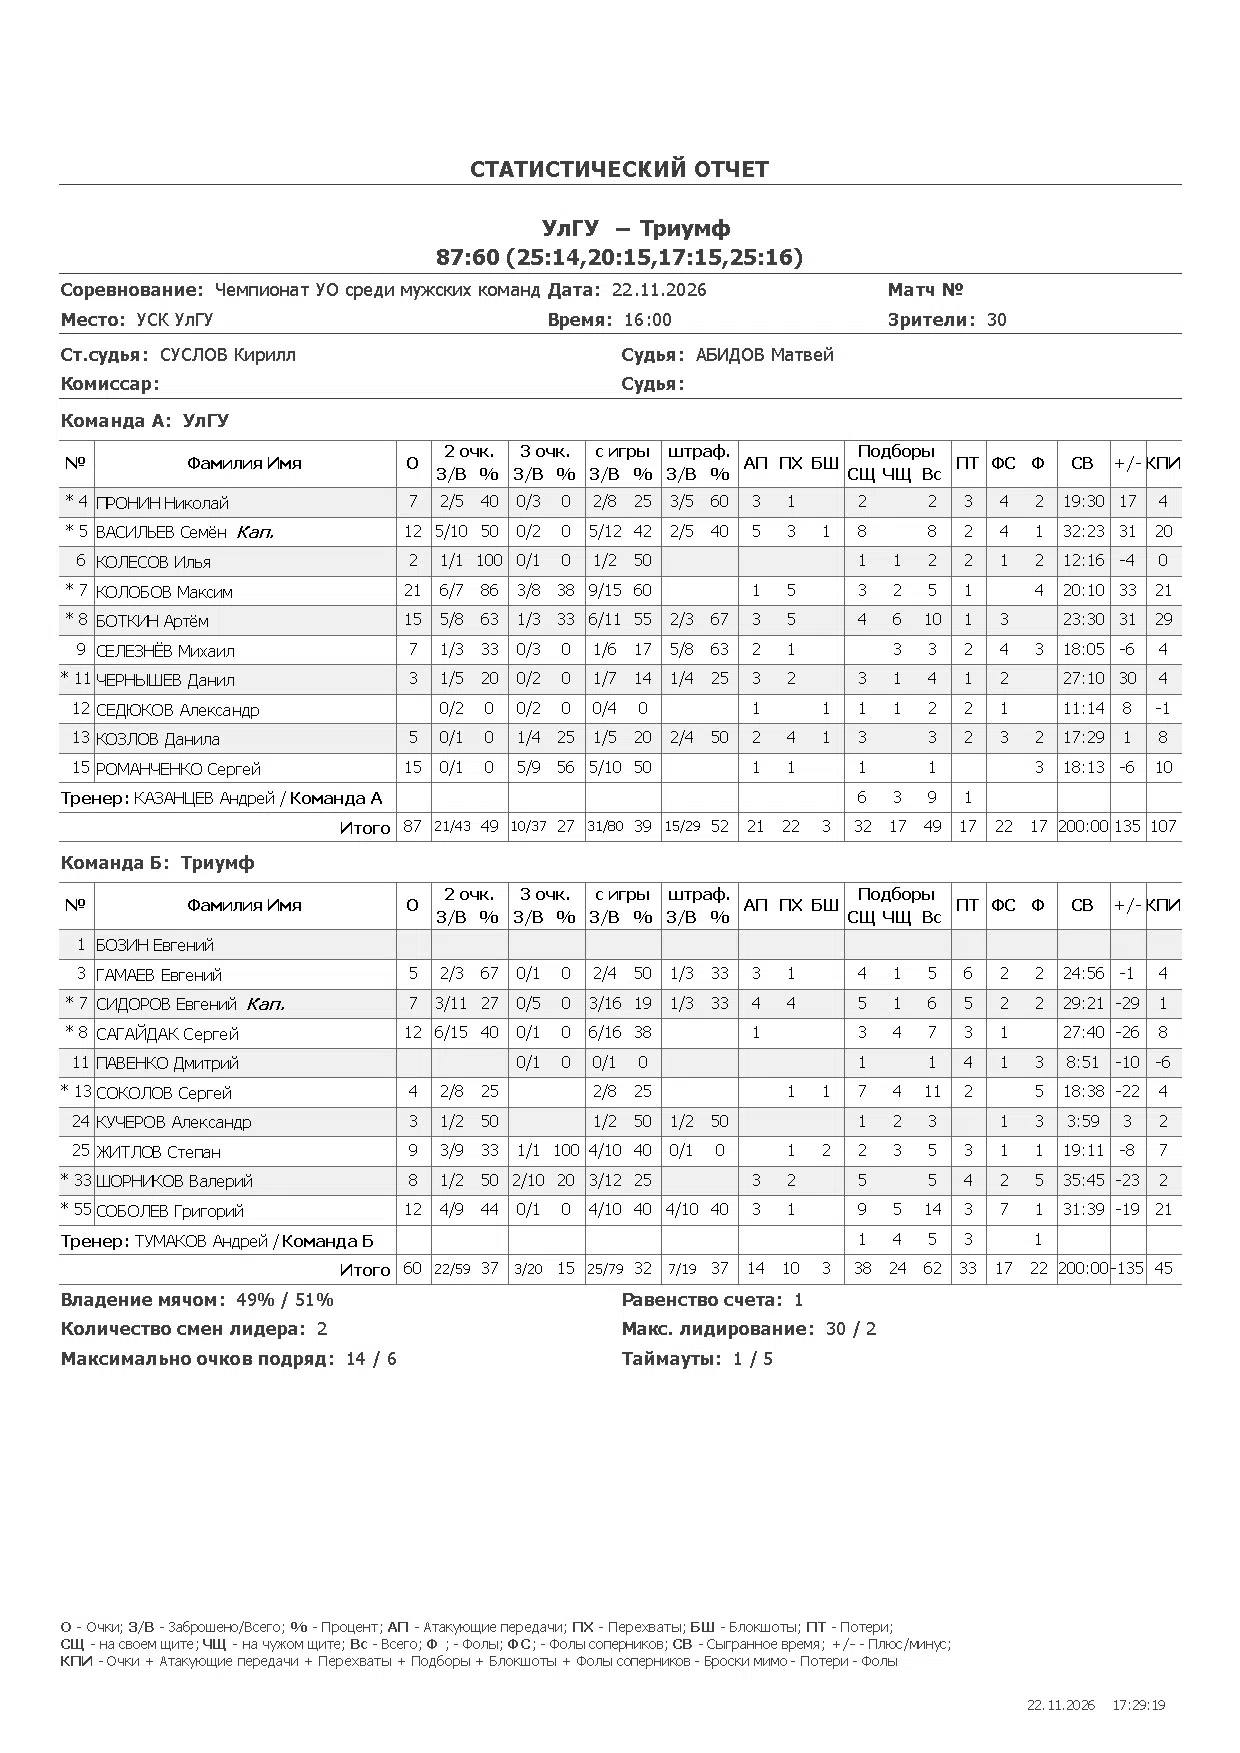 СТАТИСТИЧЕСКИЙ ОТЧЕТ
УлГУ – Триумф
87:60 (25:14,20:15,17:15,25:16)
Соревнование: Чемпионат УО среди мужских команд Дата: 22.11.2026 Матч №
Место: УСК УлГУ Время: 16:00 Зрители: 30
Ст.судья: СУСЛОВ Кирилл Судья: АБИДОВ Матвей
Комиссар: Судья:
Команда А: УлГУ
№ Фамилия Имя О 2 очк. 3 очк. с игры штраф. АП ПХ БШ Подборы ПТ ФС Ф СВ +/- КПИ
З/В % З/В % З/В % З/В % СЩ ЧЩ Вс
* 4 ПРОНИН Николай 7 2/5 40 0/3 0 2/8 25 3/5 60 3 1 2 2 3 4 2 19:30 17 4
* 5 ВАСИЛЬЕВ Семён Кап. 12 5/10 50 0/2 0 5/12 42 2/5 40 5 3 1 8 8 2 4 1 32:23 31 20
6 КОЛЕСОВ Илья 2 1/1 100 0/1 0 1/2 50 1 1 2 2 1 2 12:16 -4 0
* 7 КОЛОБОВ Максим 21 6/7 86 3/8 38 9/15 60 1 5 3 2 5 1 4 20:10 33 21
* 8 БОТКИН Артём 15 5/8 63 1/3 33 6/11 55 2/3 67 3 5 4 6 10 1 3 23:30 31 29
9 СЕЛЕЗНЁВ Михаил 7 1/3 33 0/3 0 1/6 17 5/8 63 2 1 3 3 2 4 3 18:05 -6 4
* 11 ЧЕРНЫШЕВ Данил 3 1/5 20 0/2 0 1/7 14 1/4 25 3 2 3 1 4 1 2 27:10 30 4
12 СЕДЮКОВ Александр 0/2 0 0/2 0 0/4 0 1 1 1 1 2 2 1 11:14 8 -1
13 КОЗЛОВ Данила 5 0/1 0 1/4 25 1/5 20 2/4 50 2 4 1 3 3 2 3 2 17:29 1 8
15 РОМАНЧЕНКО Сергей 15 0/1 0 5/9 56 5/10 50 1 1 1 1 3 18:13 -6 10
Тренер: КАЗАНЦЕВ Андрей / Команда А 6 3 9 1
Итого 87 21/43 49 10/37 27 31/80 39 15/29 52 21 22 3 32 17 49 17 22 17 200:00 135 107
Команда Б: Триумф
№ Фамилия Имя О 2 очк. 3 очк. с игры штраф. АП ПХ БШ Подборы ПТ ФС Ф СВ +/- КПИ
З/В % З/В % З/В % З/В % СЩ ЧЩ Вс
1 БОЗИН Евгений
3 ГАМАЕВ Евгений 5 2/3 67 0/1 0 2/4 50 1/3 33 3 1 4 1 5 6 2 2 24:56 -1 4
* 7 СИДОРОВ Евгений Кап. 7 3/11 27 0/5 0 3/16 19 1/3 33 4 4 5 1 6 5 2 2 29:21 -29 1
* 8 САГАЙДАК Сергей 12 6/15 40 0/1 0 6/16 38 1 3 4 7 3 1 27:40 -26 8
11 ПАВЕНКО Дмитрий 0/1 0 0/1 0 1 1 4 1 3 8:51 -10 -6
* 13 СОКОЛОВ Сергей 4 2/8 25 2/8 25 1 1 7 4 11 2 5 18:38 -22 4
24 КУЧЕРОВ Александр 3 1/2 50 1/2 50 1/2 50 1 2 3 1 3 3:59 3 2
25 ЖИТЛОВ Степан 9 3/9 33 1/1 100 4/10 40 0/1 0 1 2 2 3 5 3 1 1 19:11 -8 7
* 33 ШОРНИКОВ Валерий 8 1/2 50 2/10 20 3/12 25 3 2 5 5 4 2 5 35:45 -23 2
* 55 СОБОЛЕВ Григорий 12 4/9 44 0/1 0 4/10 40 4/10 40 3 1 9 5 14 3 7 1 31:39 -19 21
Тренер: ТУМАКОВ Андрей / Команда Б 1 4 5 3 1
Итого 60 22/59 37 3/20 15 25/79 32 7/19 37 14 10 3 38 24 62 33 17 22 200:00 -135 45
Владение мячом: 49% / 51% Равенство счета: 1
Количество смен лидера: 2 Макс. лидирование: 30 / 2
Максимально очков подряд: 14 / 6 Таймауты: 1 / 5
О - Очки; З/В - Заброшено/Всего; % - Процент; АП - Атакующие передачи; ПХ - Перехваты; БШ - Блокшоты; ПТ - Потери;
СЩ - на своем щите; ЧЩ - на чужом щите; Вс - Всего; Ф ; - Фолы; ФС; - Фолы соперников; СВ - Сыгранное время; +/- - Плюс/минус;
КПИ - Очки + Атакующие передачи + Перехваты + Подборы + Блокшоты + Фолы соперников - Броски мимо - Потери - Фолы
22.11.2026 17:29:19